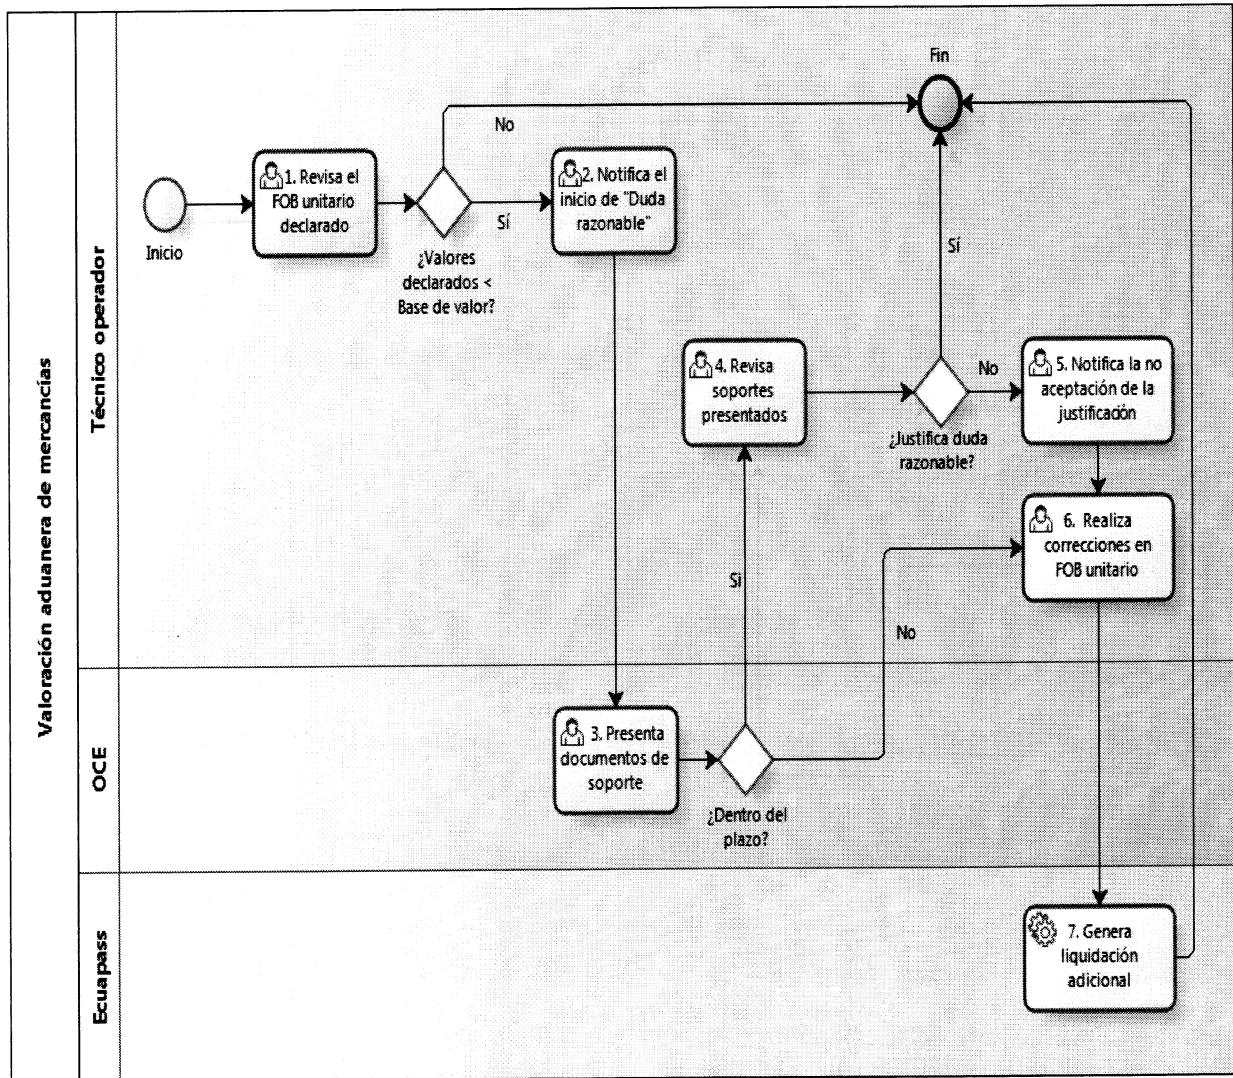 Valoración aduanera de mercancías
Técnico operador
OCE
Ecuapass
Inicio
1. Revisa el
FOB unitario
declarado
¿Valores
declarados <
Base de valor?
No
Sí
2. Notifica el
inicio de "Duda
razonable"
Fin
4. Revisa
soportes
presentados
¿Justifica duda
razonable?
Sí
No
5. Notifica la no
aceptación de la
justificación
6. Realiza
correcciones en
FOB unitario
3. Presenta
documentos de
soporte
¿Dentro del
plazo?
Sì
No
7. Genera
liquidación
adicional